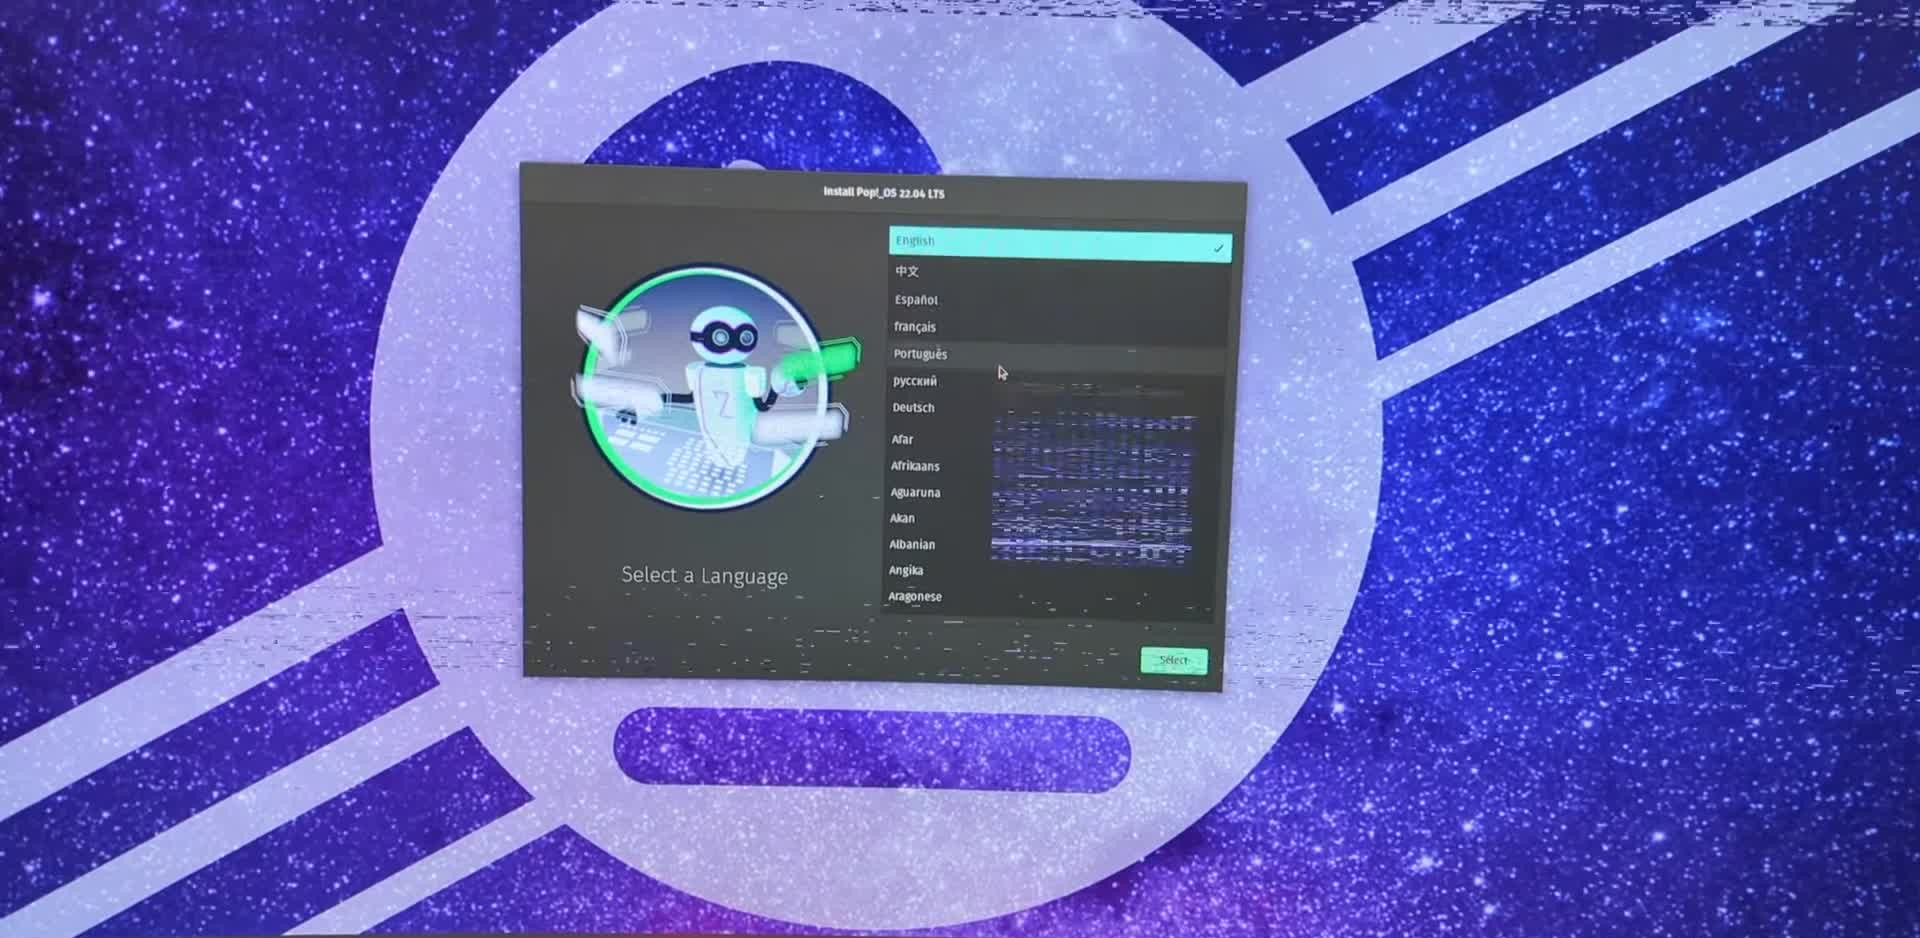 Install Pop!_OS 22.04 LTS
English
中文
Español
français
Português
русский
Deutsch
Afar
Afrikaans
Aguaruna
Akan
Albanian
Angika
Aragonese
Select a Language
Select